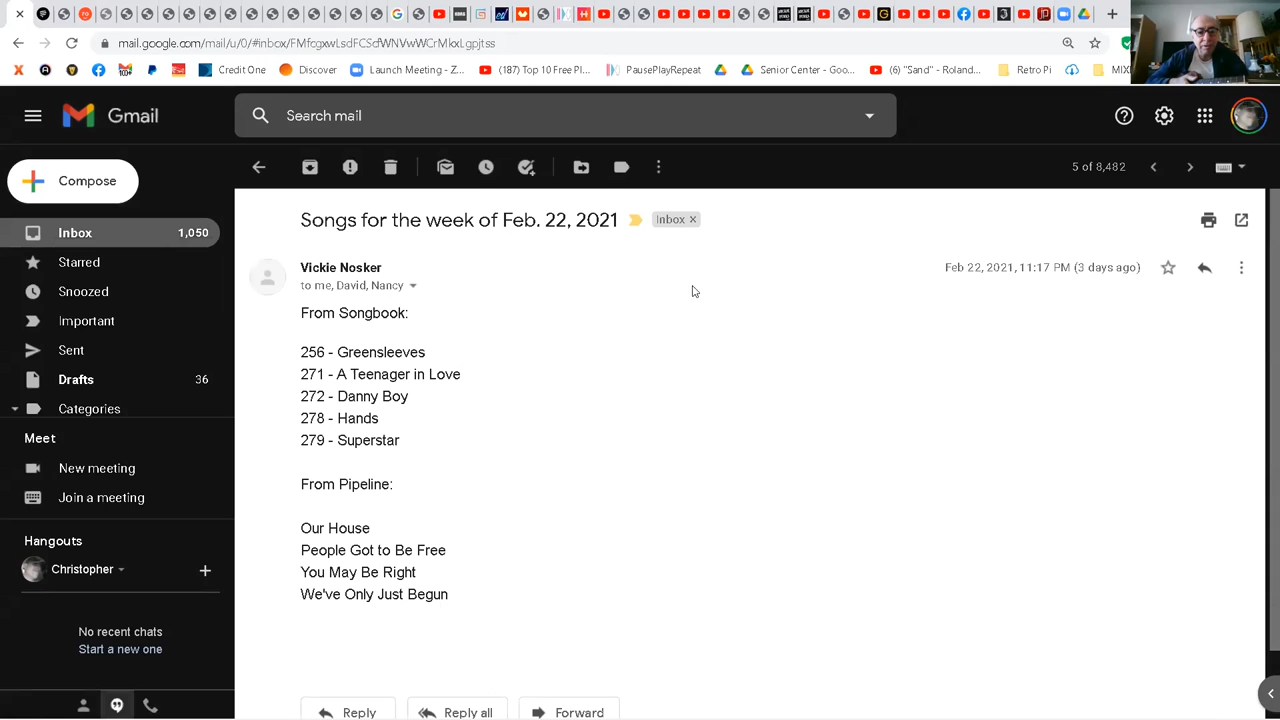 mail.google.com/mail/u/0/#inbox/FMfcgxwLsdFCSdWNVwWCrMkxLgpjtss
Credit One
Discover
Launch Meeting - Z...
(187) Top 10 Free Pl...
PausePlayRepeat
Senior Center - Goo...
(6) "Sand" - Roland...
Retro Pi
MIX
Gmail
Search mail
Compose
5 of 8,482
Songs for the week of Feb. 22, 2021
Inbox x
Inbox 1,050
Starred
Snoozed
Important
Sent
Drafts 36
Categories
Meet
New meeting
Join a meeting
Hangouts
Christopher
No recent chats
Start a new one
Vickie Nosker
Feb 22, 2021, 11:17 PM (3 days ago)
to me, David, Nancy
From Songbook:
256 - Greensleeves
271 - A Teenager in Love
272 - Danny Boy
278 - Hands
279 - Superstar
From Pipeline:
Our House
People Got to Be Free
You May Be Right
We've Only Just Begun
Reply
Reply all
Forward